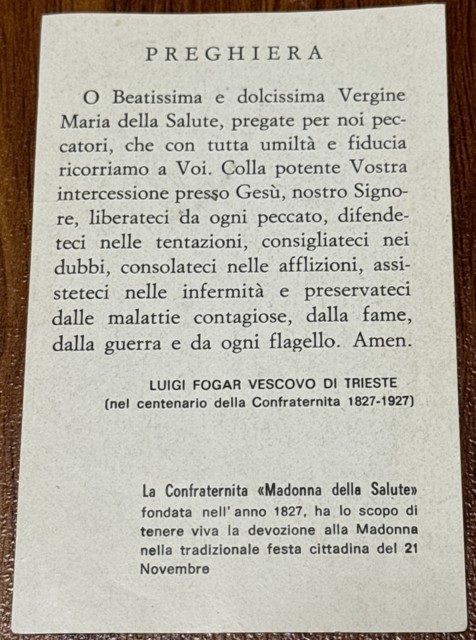 PREGHIERA
O Beatissima e dolcissima Vergine
Maria della Salute, pregate per noi pec-
catori, che con tutta umiltà e fiducia
ricorriamo a Voi. Colla potente Vostra
intercessione presso Gesù, nostro Signo-
re, liberateci da ogni peccato, difende-
teci nelle tentazioni, consigliateci nei
dubbi, consolateci nelle afflizioni, assi-
steteci nelle infermità e preservateci
dalle malattie contagiose, dalla fame,
dalla guerra e da ogni flagello. Amen.
LUIGI FOGAR VESCOVO DI TRIESTE
(nel centenario della Confraternita 1827-1927)
La Confraternita «Madonna della Salute»
fondata nell'anno 1827, ha lo scopo di
tenere viva la devozione alla Madonna
nella tradizionale festa cittadina del 21
Novembre